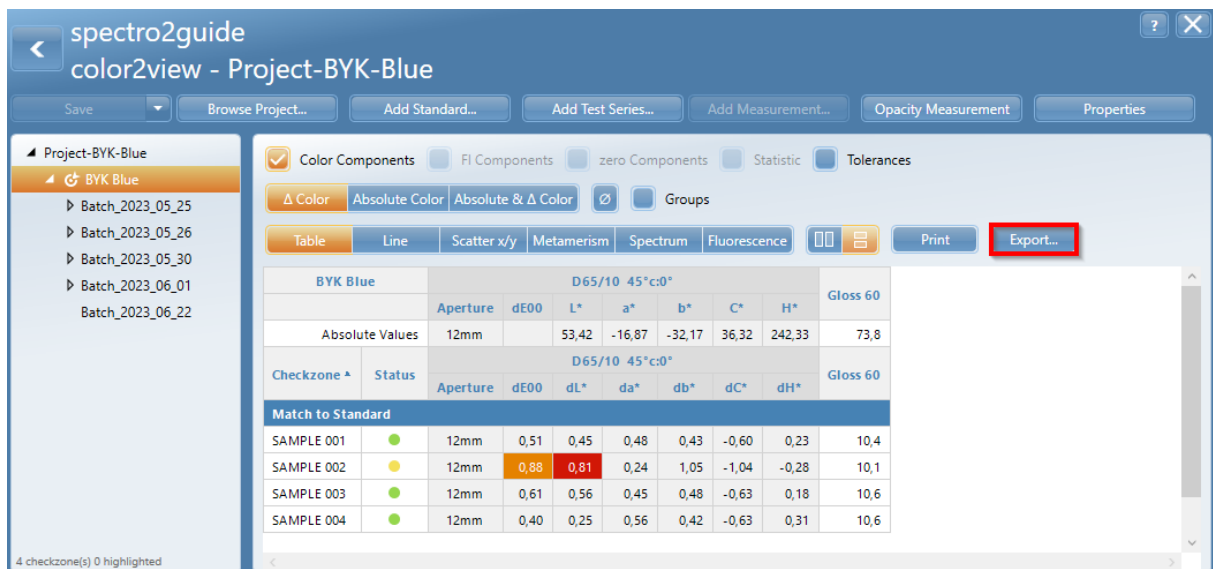 spectro2guide
color2view - Project-BYK-Blue
?
Save Browse Project... Add Standard... Add Test Series... Add Measurement... Opacity Measurement Properties
Project-BYK-Blue
BYK Blue
Batch_2023_05_25
Batch_2023_05_26
Batch_2023_05_30
Batch_2023_06_01
Batch_2023_06_22
4 checkzone(s) 0 highlighted
Color Components FI Components zero Components Statistic Tolerances
Δ Color Absolute Color Absolute & Δ Color Ø Groups
Table Line Scatter x/y Metamerism Spectrum Fluorescence Print Export...
BYK Blue D65/10 45°c:0° Gloss 60
Aperture dE00 L* a* b* C* H*
Absolute Values 12mm 53,42 -16,87 -32,17 36,32 242,33 73,8
Checkzone Status D65/10 45°c:0° Gloss 60
Aperture dE00 dL* da* db* dC* dH*
Match to Standard
SAMPLE 001 12mm 0,51 0,45 0,48 0,43 -0,60 0,23 10,4
SAMPLE 002 12mm 0,88 0,81 0,24 1,05 -1,04 -0,28 10,1
SAMPLE 003 12mm 0,61 0,56 0,45 0,48 -0,63 0,18 10,6
SAMPLE 004 12mm 0,40 0,25 0,56 0,42 -0,63 0,31 10,6